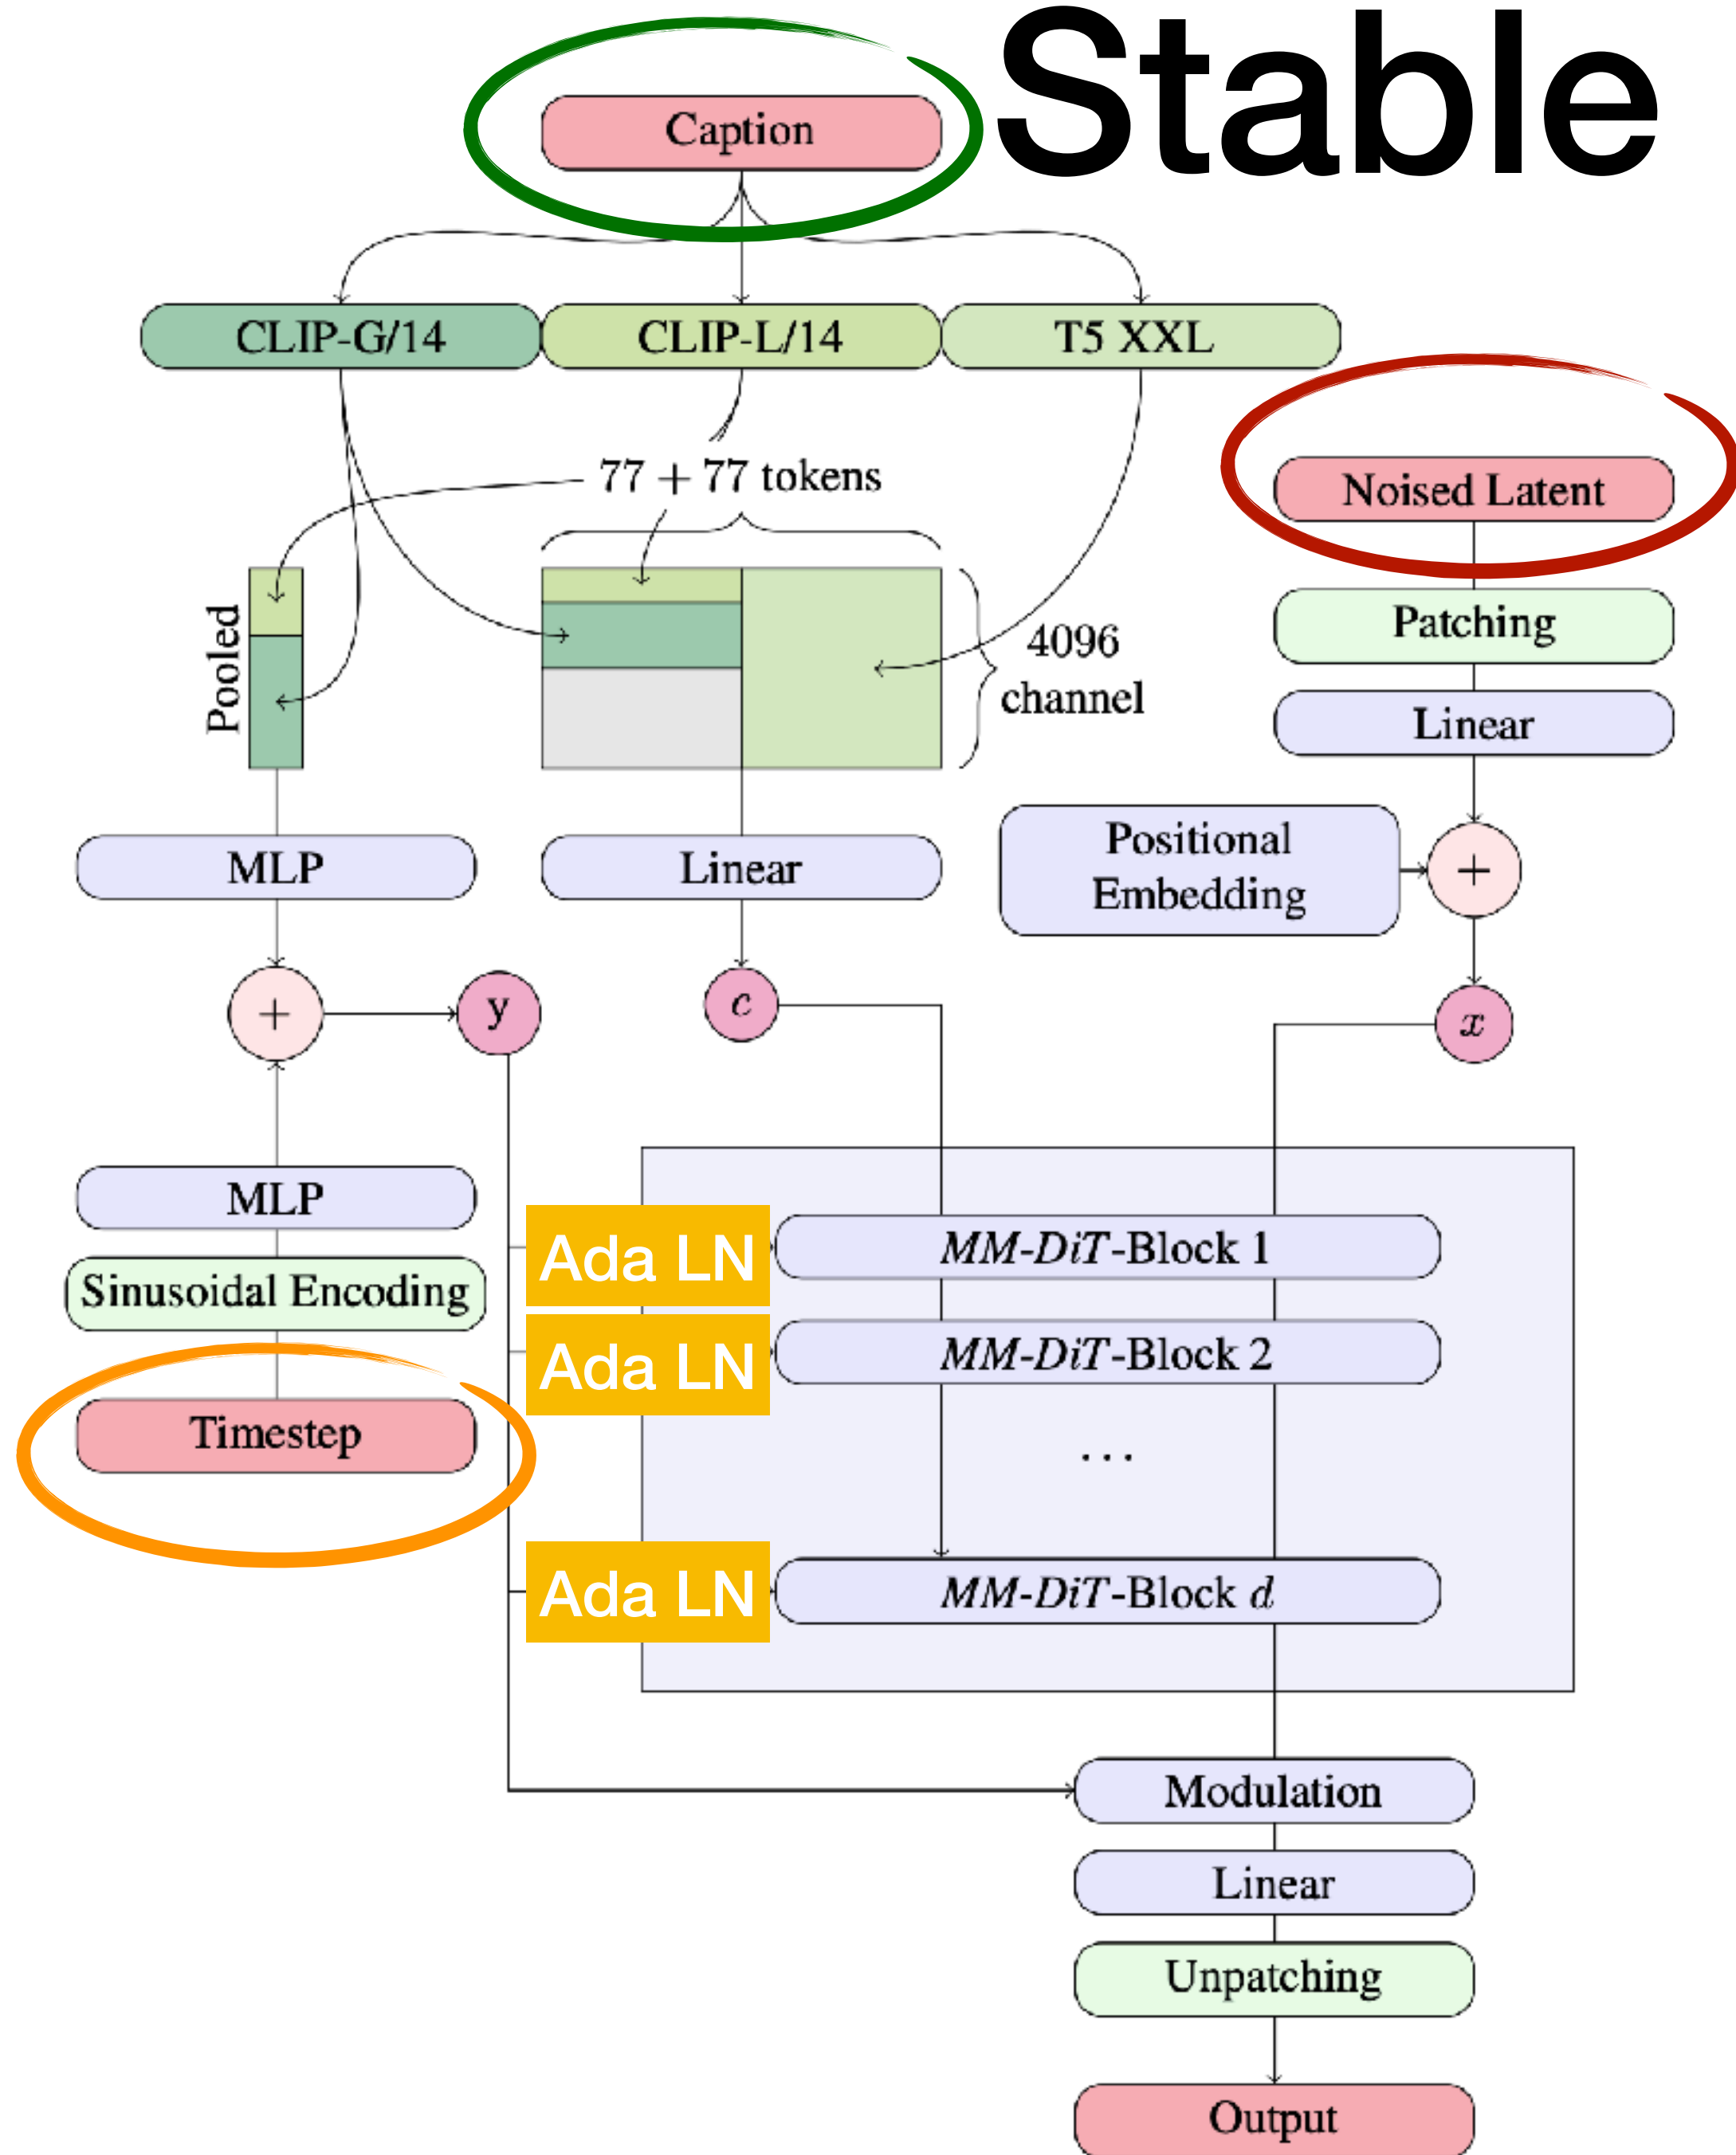 Stable
Caption
CLIP-G/14
CLIP-L/14
T5 XXL
77 + 77 tokens
Noised Latent
Patching
Linear
Pooled
4096
channel
MLP
Linear
Positional
Embedding
+
+
y
c
x
MLP
Sinusoidal Encoding
Timestep
Ada LN
MM-DiT-Block 1
Ada LN
MM-DiT-Block 2
. . .
Ada LN
MM-DiT-Block d
Modulation
Linear
Unpatching
Output